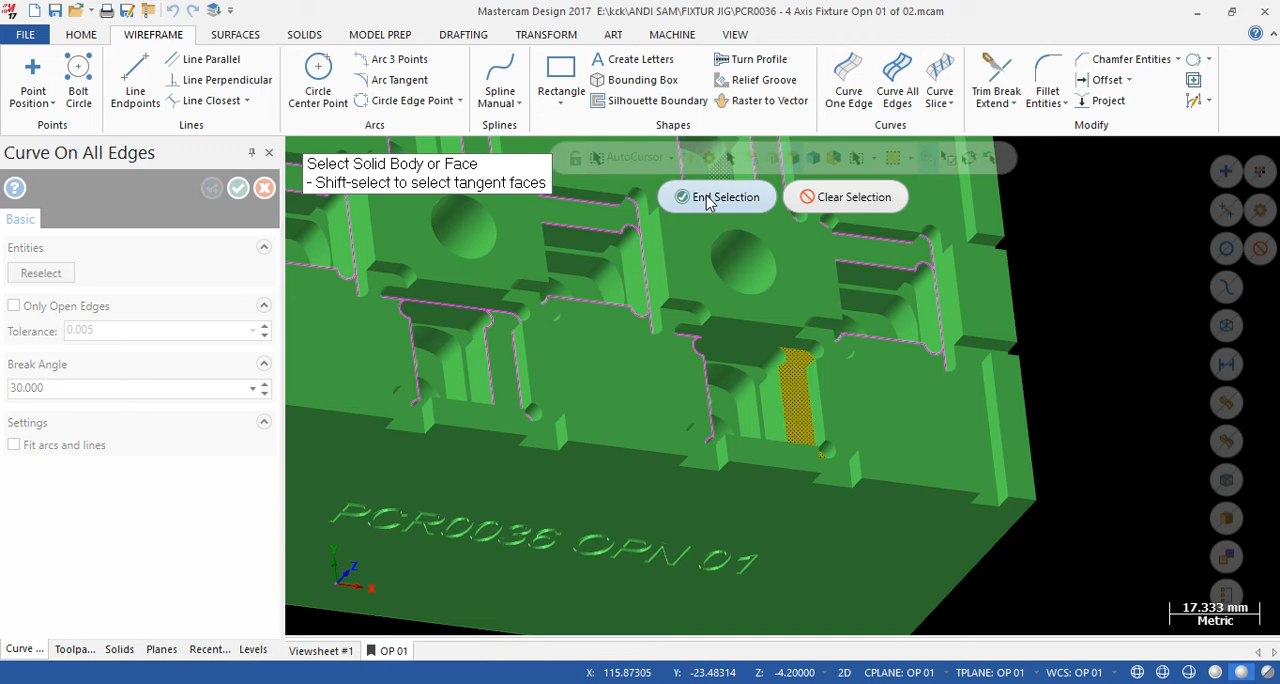 17
Mastercam Design 2017 E:\kck\ANDI SAM\FIXTUR JIG\PCR0036 - 4 Axis Fixture Opn 01 of 02.mcam
FILE HOME WIREFRAME SURFACES SOLIDS MODEL PREP DRAFTING TRANSFORM ART MACHINE VIEW
Point Position
Bolt Circle
Points
Line Endpoints
Line Parallel
Line Perpendicular
Line Closest
Lines
Circle Center Point
Arc 3 Points
Arc Tangent
Circle Edge Point
Arcs
Spline Manual
Splines
Rectangle
Create Letters
Bounding Box
Silhouette Boundary
Turn Profile
Relief Groove
Raster to Vector
Shapes
Curve One Edge
Curve All Edges
Curve Slice
Curves
Trim Break Extend
Fillet Entities
Chamfer Entities
Offset
Project
Modify
Curve On All Edges
Basic
Entities
Reselect
Only Open Edges
Tolerance: 0.005
Break Angle
30.000
Settings
Fit arcs and lines
Select Solid Body or Face
- Shift-select to select tangent faces
AutoCursor
End Selection
Clear Selection
PCR0036 OPN 01
Y
Z
X
17.333 mm
Metric
Curve ... Toolpa... Solids Planes Recent... Levels
Viewsheet #1 OP 01
X: 115.87305 Y: -23.48314 Z: -4.20000 2D CPLANE: OP 01 TPLANE: OP 01 WCS: OP 01